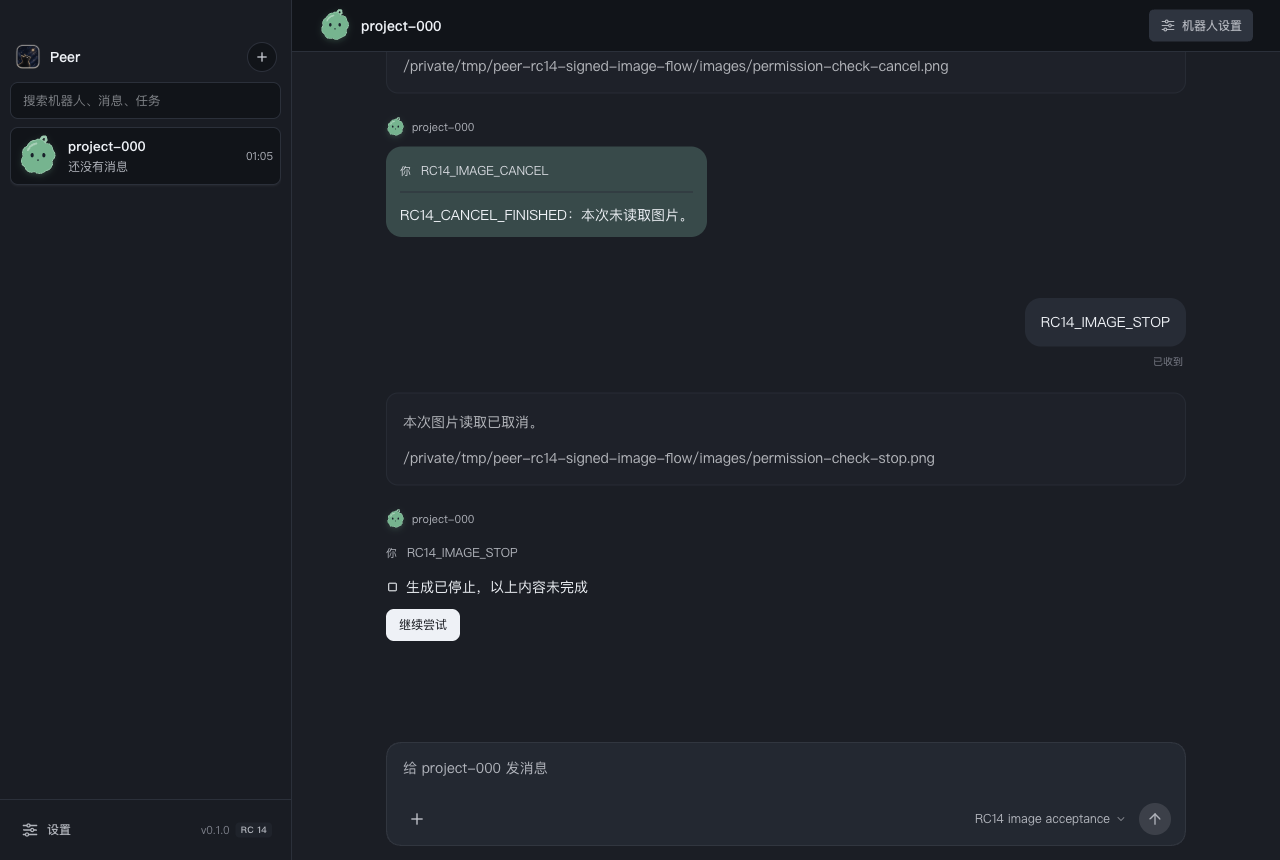 Peer
搜索机器人、消息、任务
project-000
还没有消息
01:05
设置
v0.1.0
RC 14
project-000
机器人设置
/private/tmp/peer-rc14-signed-image-flow/images/permission-check-cancel.png
project-000
你 RC14_IMAGE_CANCEL
RC14_CANCEL_FINISHED：本次未读取图片。
RC14_IMAGE_STOP
已收到
本次图片读取已取消。
/private/tmp/peer-rc14-signed-image-flow/images/permission-check-stop.png
project-000
你 RC14_IMAGE_STOP
生成已停止，以上内容未完成
继续尝试
给 project-000 发消息
RC14 image acceptance